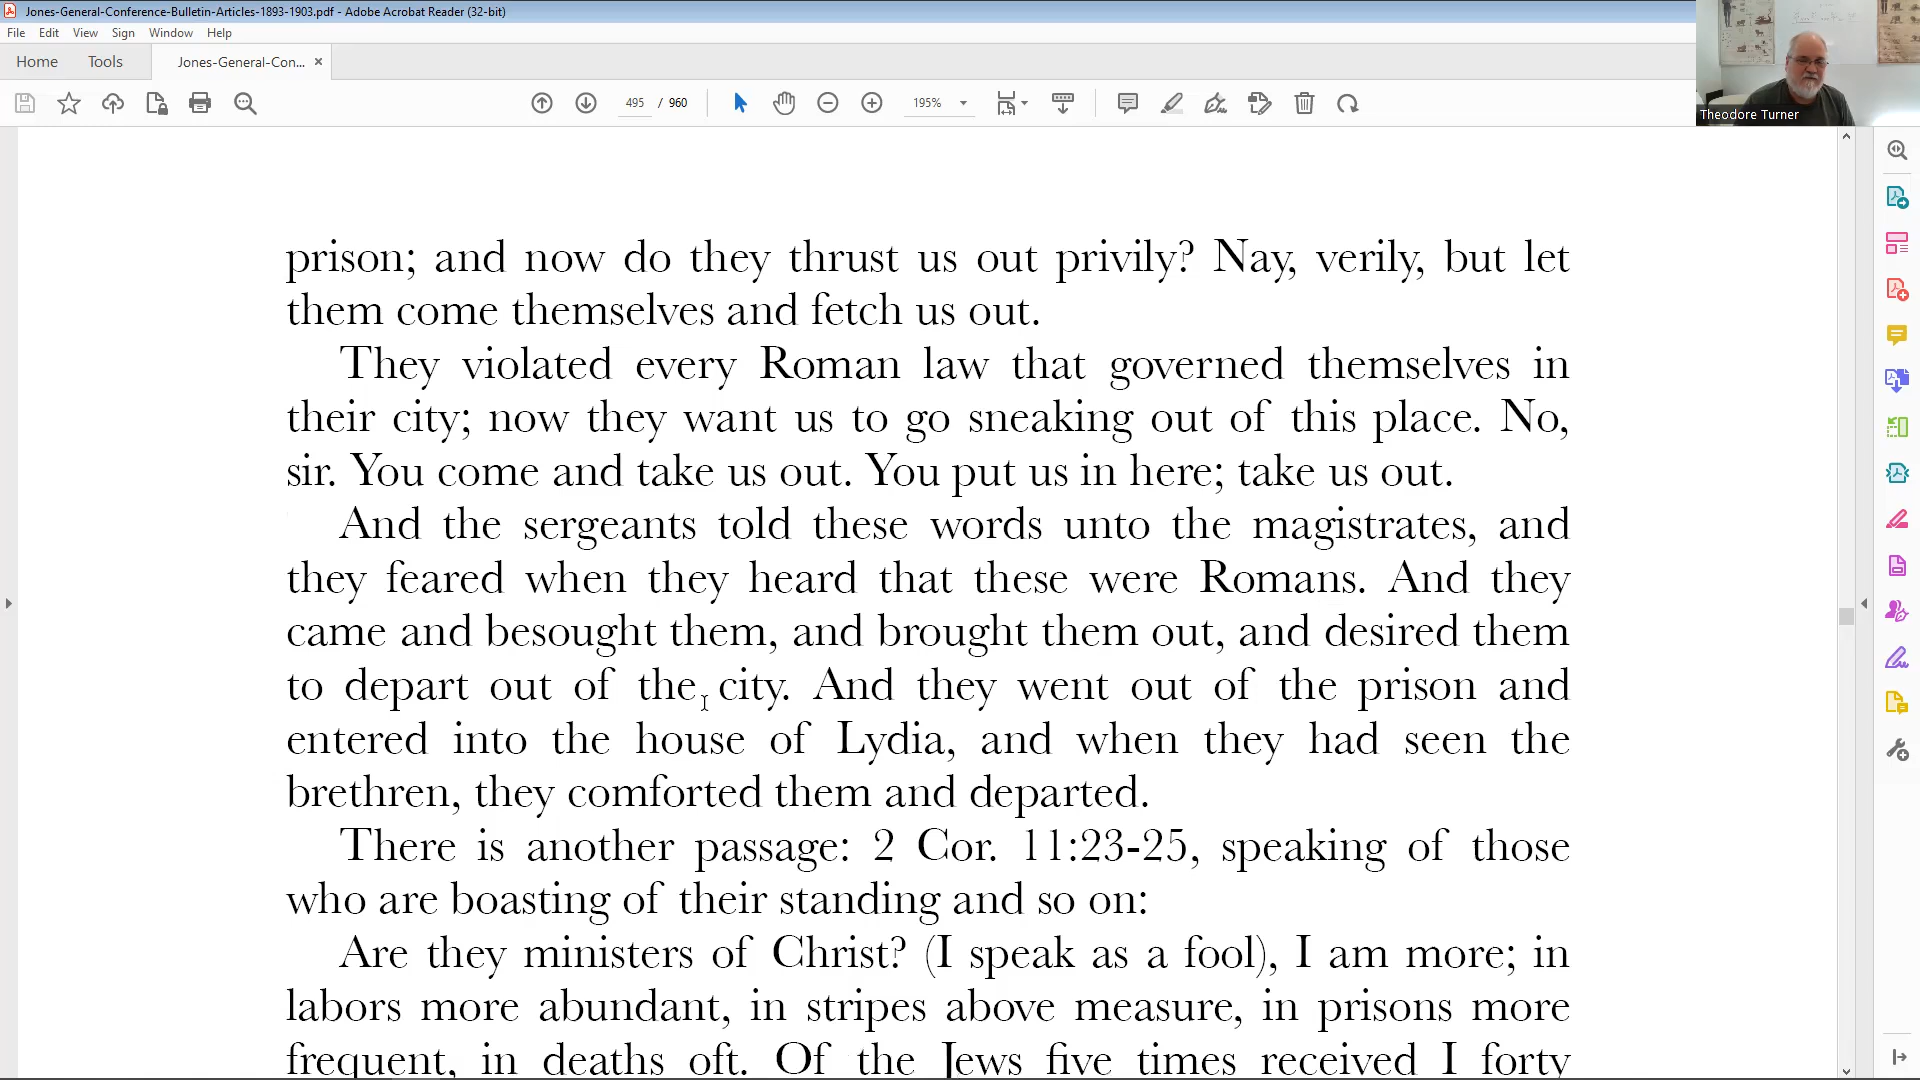 Jones-General-Conference-Bulletin-Articles-1893-1903.pdf - Adobe Acrobat Reader (32-bit)
File Edit View Sign Window Help
Home Tools Jones-General-Con... ×
495 / 960 195%
Theodore Turner
prison; and now do they thrust us out privily? Nay, verily, but let
them come themselves and fetch us out.
They violated every Roman law that governed themselves in
their city; now they want us to go sneaking out of this place. No,
sir. You come and take us out. You put us in here; take us out.
And the sergeants told these words unto the magistrates, and
they feared when they heard that these were Romans. And they
came and besought them, and brought them out, and desired them
to depart out of the city. And they went out of the prison and
entered into the house of Lydia, and when they had seen the
brethren, they comforted them and departed.
There is another passage: 2 Cor. 11:23-25, speaking of those
who are boasting of their standing and so on:
Are they ministers of Christ? (I speak as a fool), I am more; in
labors more abundant, in stripes above measure, in prisons more
frequent, in deaths oft. Of the Jews five times received I forty